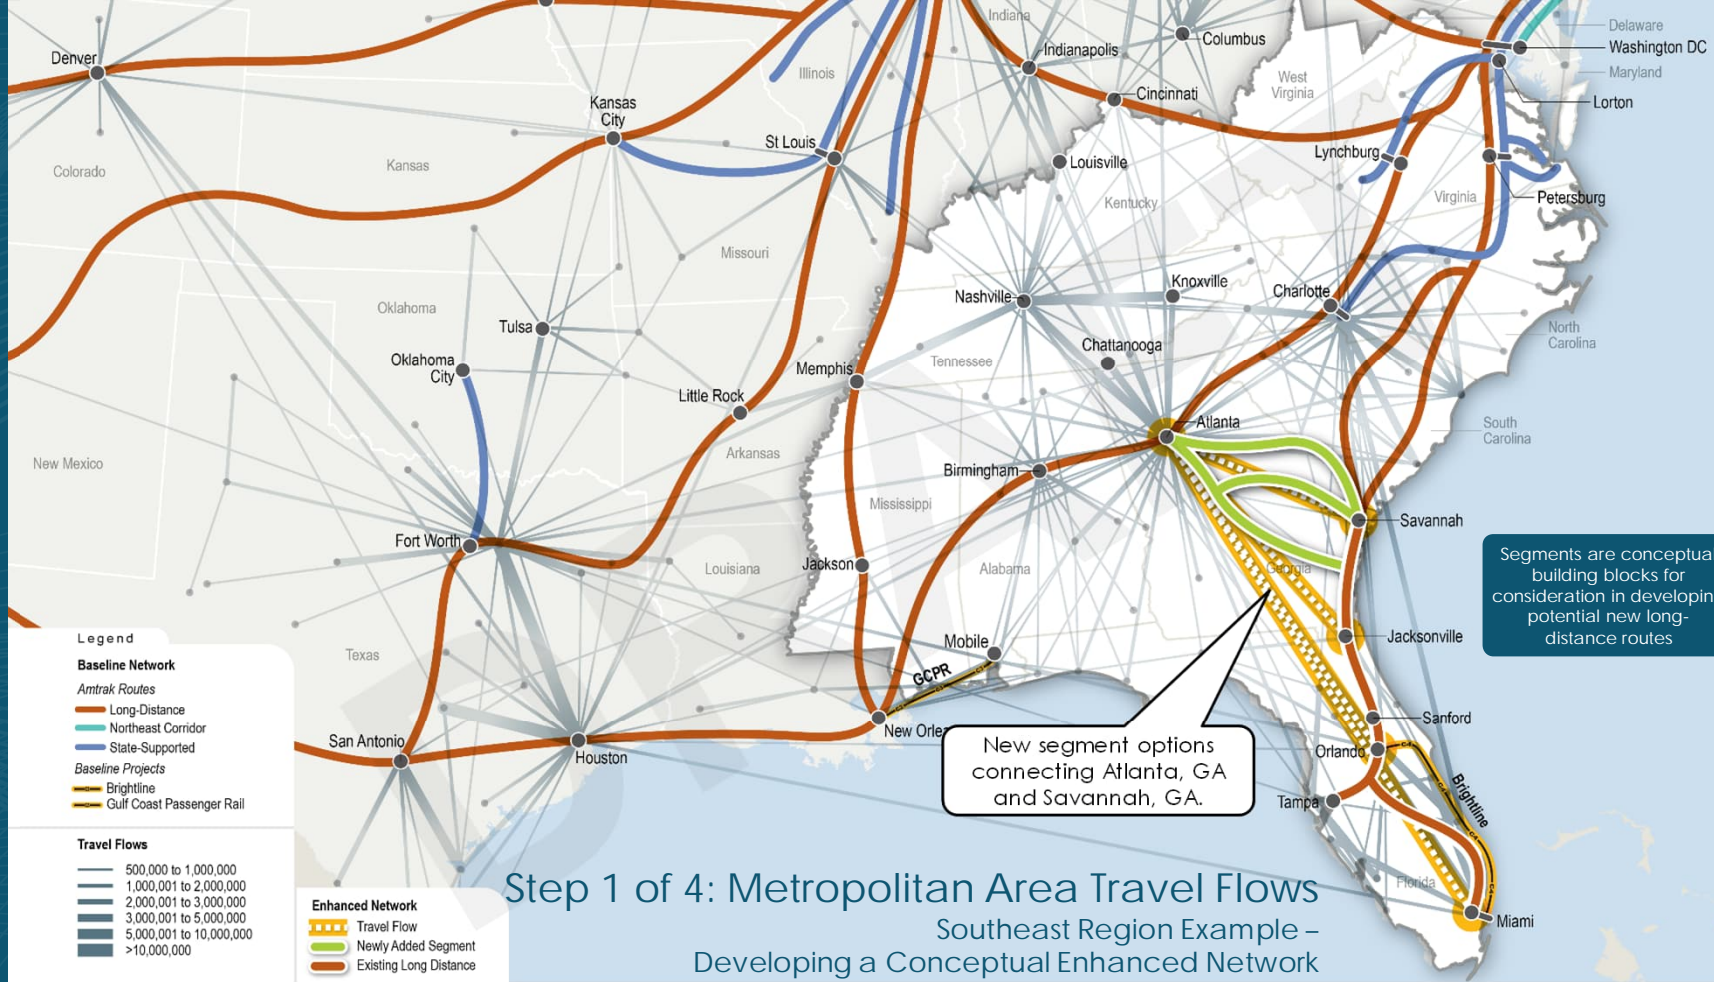 Indiana
Delaware
Columbus
Washington DC
Indianapolis
Denver
Illinois
West
Virginia
Maryland
Cincinnati
Kansas
City
Lorton
St Louis
Lynchburg
Louisville
Colorado
Kansas
Kentucky
Virginia
Petersburg
Missouri
Knoxville
Nashville
Charlotte
Oklahoma
Tulsa
North
Carolina
Chattanooga
Oklahoma
City
Tennessee
Memphis
Little Rock
Atlanta
South
Carolina
Arkansas
New Mexico
Birmingham
Mississippi
Savannah
Fort Worth
Louisiana
Jackson
Alabama
Georgia
Segments are conceptual
building blocks for
consideration in developin
potential new long-
distance routes
Mobile
Jacksonville
Texas
GCPR
New Orle
Sanford
San Antonio
Houston
Orlando
Tampa
Brightline
Florida
Miami
New segment options
connecting Atlanta, GA
and Savannah, GA.
Legend
Baseline Network
Amtrak Routes
Long-Distance
Northeast Corridor
State-Supported
Baseline Projects
Brightline
Gulf Coast Passenger Rail
Travel Flows
500,000 to 1,000,000
1,000,001 to 2,000,000
2,000,001 to 3,000,000
3,000,001 to 5,000,000
5,000,001 to 10,000,000
>10,000,000
Enhanced Network
Travel Flow
Newly Added Segment
Existing Long Distance
Step 1 of 4: Metropolitan Area Travel Flows
Southeast Region Example –
Developing a Conceptual Enhanced Network
DRAFT